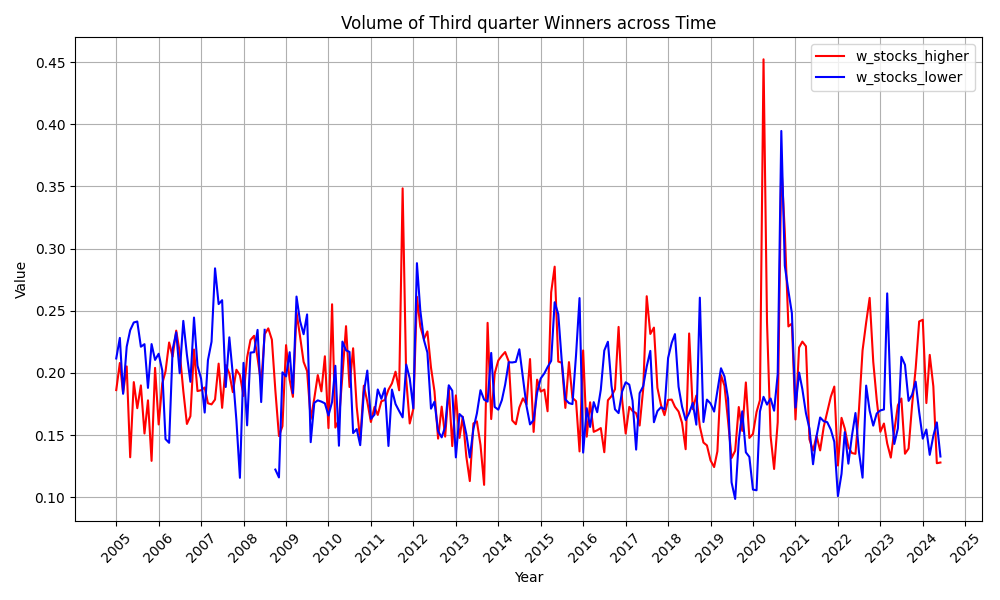 Volume of Third quarter Winners across Time
w_stocks_higher
w_stocks_lower
0.45
0.40
0.35
0.30
0.25
0.20
0.15
0.10
Value
2005 2006 2007 2008 2009 2010 2011 2012 2013 2014 2015 2016 2017 2018 2019 2020 2021 2022 2023 2024 2025
Year